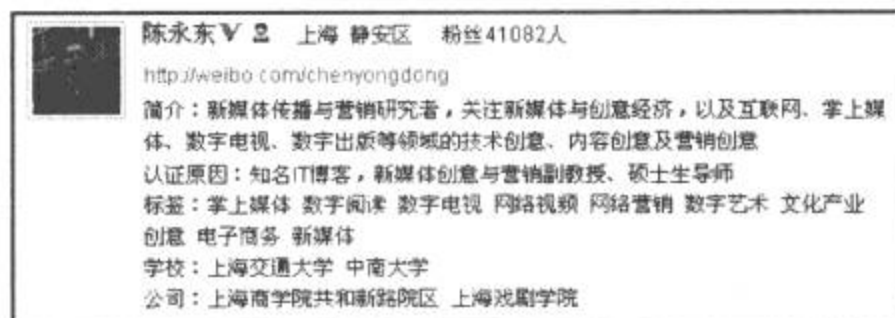 陈永东V 上海 静安区 粉丝41082人
http://weibo.com/chenyongdong
简介：新媒体传播与营销研究者，关注新媒体与创意经济，以及互联网、掌上媒
体、数字电视、数字出版等领域的技术创意、内容创意及营销创意
认证原因：知名IT博客，新媒体创意与营销副教授、硕士生导师
标签：掌上媒体 数字阅读 数字电视 网络视频 网络营销 数字艺术 文化产业
创意 电子商务 新媒体
学校：上海交通大学 中南大学
公司：上海商学院共和新路院区 上海戏剧学院